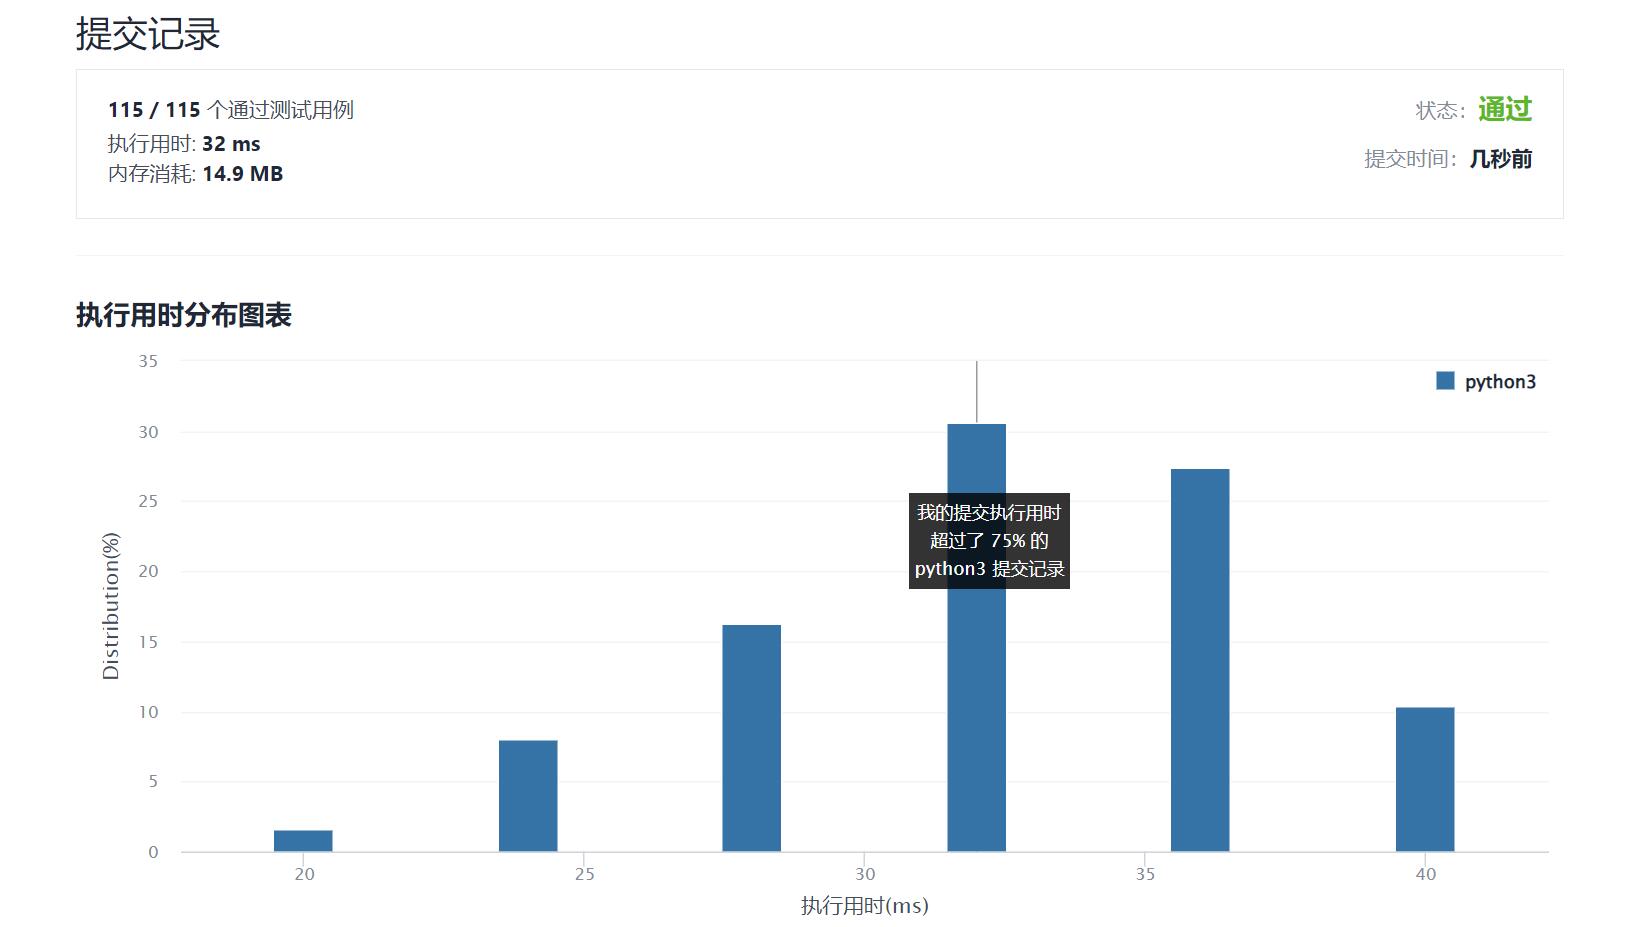 提交记录
115 / 115 个通过测试用例
状态：通过
执行用时: 32 ms
提交时间：几秒前
内存消耗: 14.9 MB
执行用时分布图表
35
python3
30
25
我的提交执行用时
超过了 75% 的
python3 提交记录
Distribution(%)
20
15
10
5
0
20
25
30
35
40
执行用时(ms)